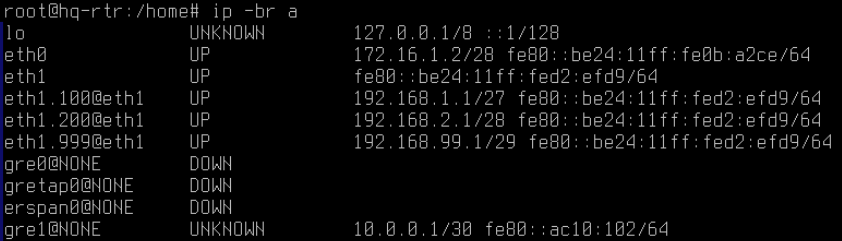 root@hq-rtr:/home# ip -br a
lo UNKNOWN 127.0.0.1/8 ::1/128
eth0 UP 172.16.1.2/28 fe80::be24:11ff:fe0b:a2ce/64
eth1 UP fe80::be24:11ff:fed2:efd9/64
eth1.100@eth1 UP 192.168.1.1/27 fe80::be24:11ff:fed2:efd9/64
eth1.200@eth1 UP 192.168.2.1/28 fe80::be24:11ff:fed2:efd9/64
eth1.999@eth1 UP 192.168.99.1/29 fe80::be24:11ff:fed2:efd9/64
gre0@NONE DOWN
gretap0@NONE DOWN
erspan0@NONE DOWN
gre1@NONE UNKNOWN 10.0.0.1/30 fe80::ac10:102/64